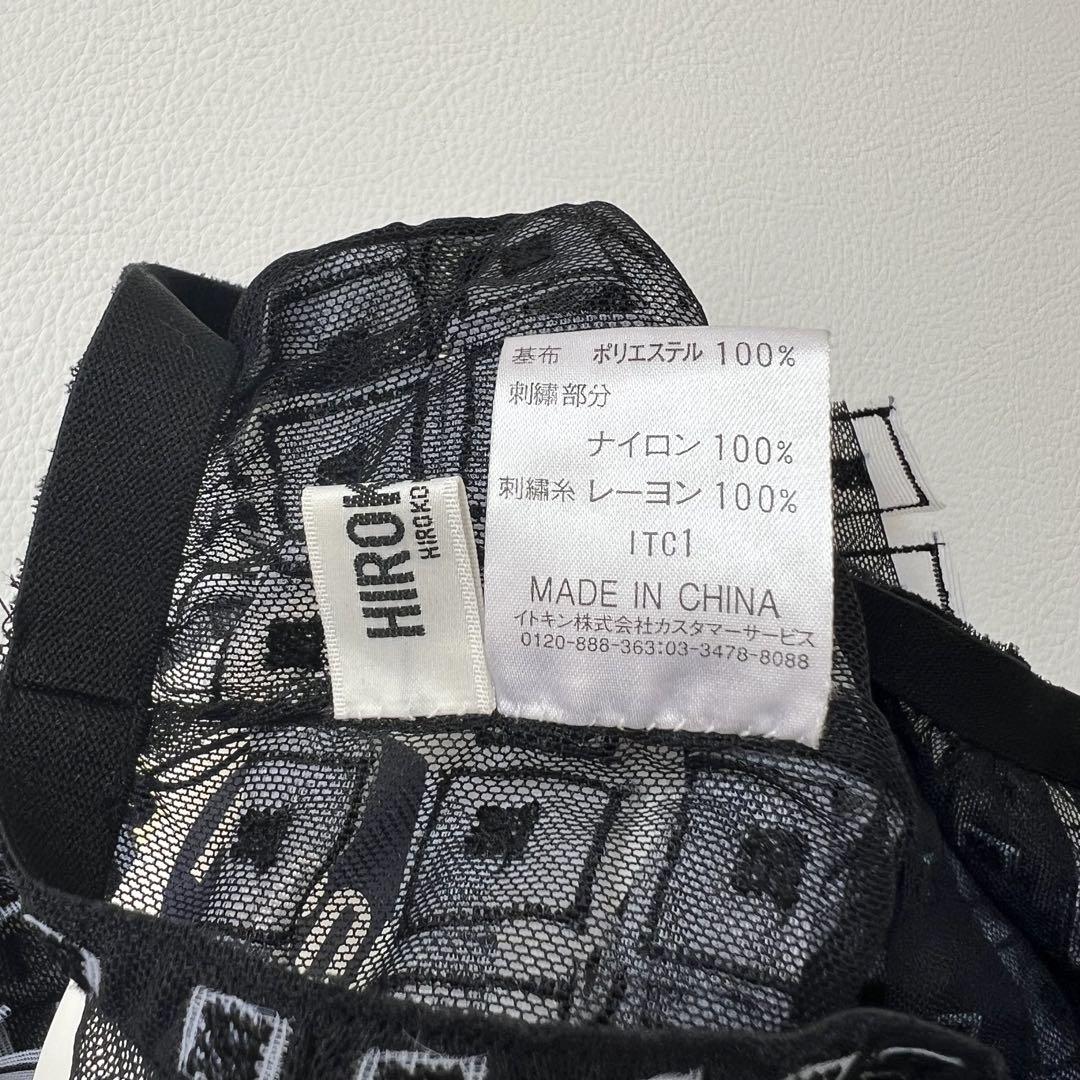 基布 ポリエステル 100%
刺繍部分
ナイロン 100%
刺繍糸 レーヨン 100%
ITC1
MADE IN CHINA
イトキン株式会社カスタマーサービス
0120-888-363:03-3478-8088
HIROK
HIROKO